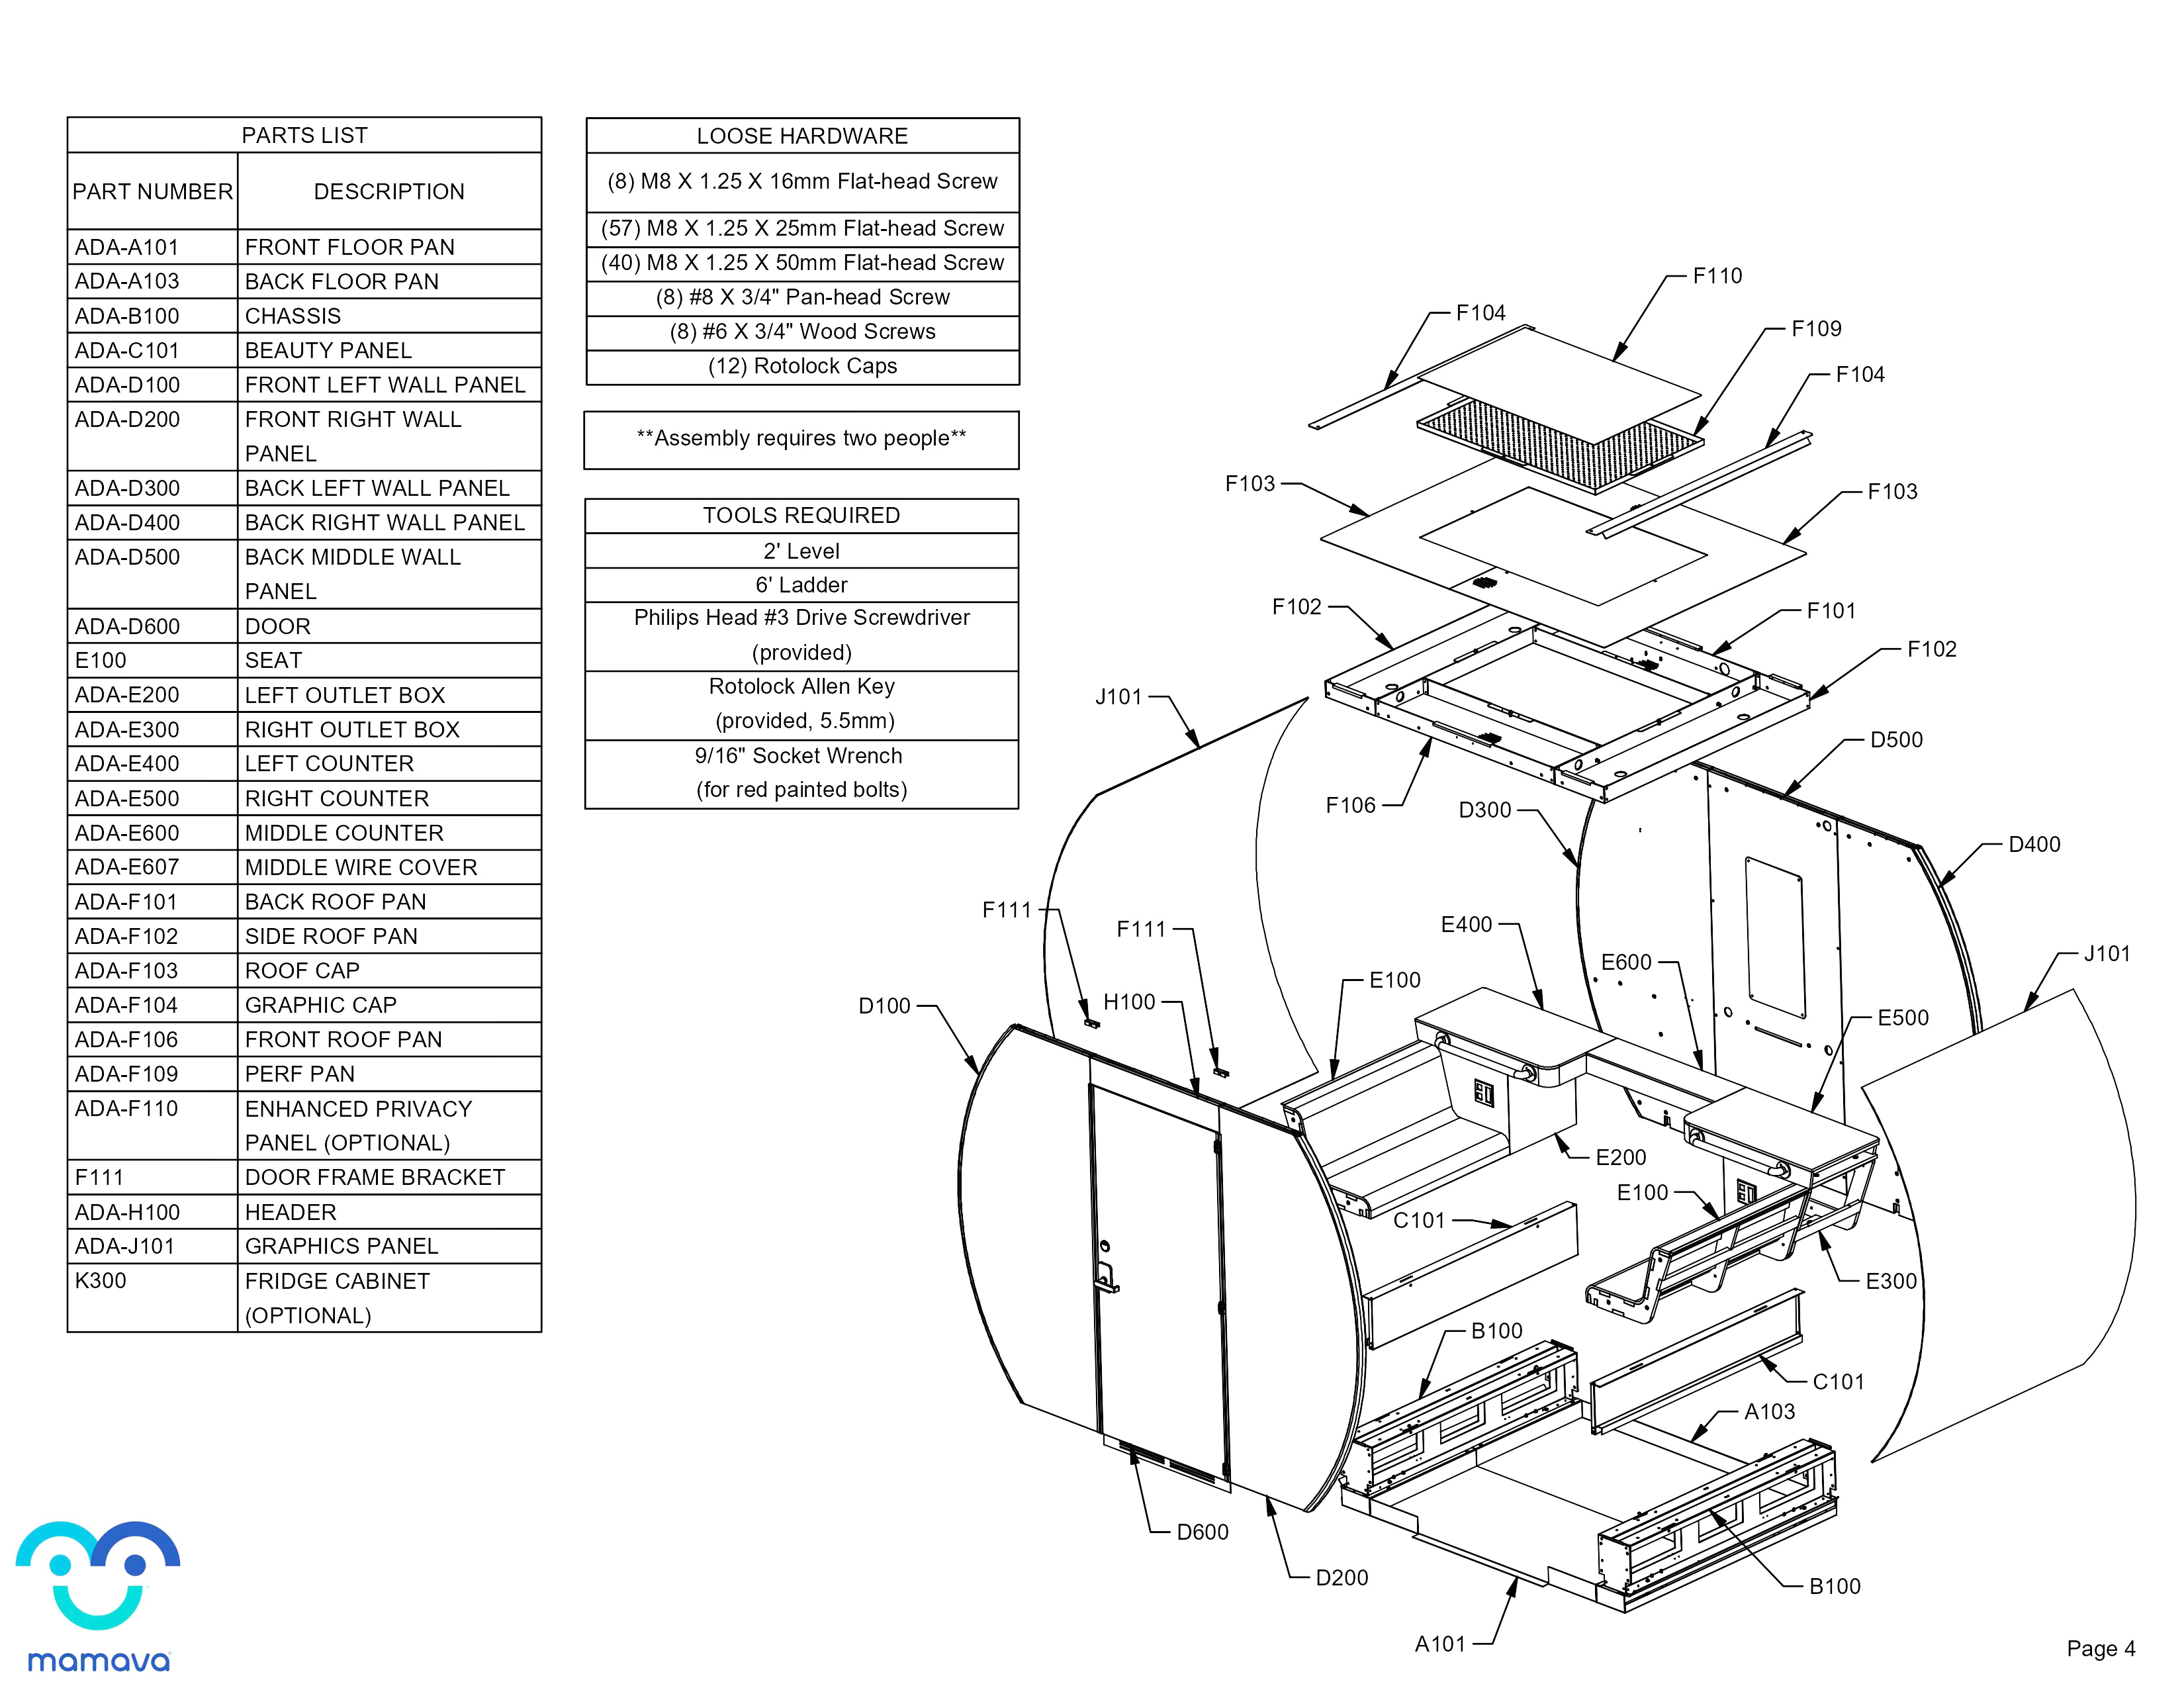 PARTS LIST
PART NUMBER DESCRIPTION
ADA-A101 FRONT FLOOR PAN
ADA-A103 BACK FLOOR PAN
ADA-B100 CHASSIS
ADA-C101 BEAUTY PANEL
ADA-D100 FRONT LEFT WALL PANEL
ADA-D200 FRONT RIGHT WALL
PANEL
ADA-D300 BACK LEFT WALL PANEL
ADA-D400 BACK RIGHT WALL PANEL
ADA-D500 BACK MIDDLE WALL
PANEL
ADA-D600 DOOR
E100 SEAT
ADA-E200 LEFT OUTLET BOX
ADA-E300 RIGHT OUTLET BOX
ADA-E400 LEFT COUNTER
ADA-E500 RIGHT COUNTER
ADA-E600 MIDDLE COUNTER
ADA-E607 MIDDLE WIRE COVER
ADA-F101 BACK ROOF PAN
ADA-F102 SIDE ROOF PAN
ADA-F103 ROOF CAP
ADA-F104 GRAPHIC CAP
ADA-F106 FRONT ROOF PAN
ADA-F109 PERF PAN
ADA-F110 ENHANCED PRIVACY
PANEL (OPTIONAL)
F111 DOOR FRAME BRACKET
ADA-H100 HEADER
ADA-J101 GRAPHICS PANEL
K300 FRIDGE CABINET
(OPTIONAL)
LOOSE HARDWARE
(8) M8 X 1.25 X 16mm Flat-head Screw
(57) M8 X 1.25 X 25mm Flat-head Screw
(40) M8 X 1.25 X 50mm Flat-head Screw
(8) #8 X 3/4" Pan-head Screw
(8) #6 X 3/4" Wood Screws
(12) Rotolock Caps
**Assembly requires two people**
TOOLS REQUIRED
2' Level
6' Ladder
Philips Head #3 Drive Screwdriver
(provided)
Rotolock Allen Key
(provided, 5.5mm)
9/16" Socket Wrench
(for red painted bolts)
F110
F104
F109
F104
F103
F103
F102
F101
F102
J101
D500
F106
D300
D400
F111
F111
E400
E600
J101
E100
H100
D100
E500
E200
E100
C101
E300
B100
C101
A103
D600
D200
B100
A101
mamava
Page 4